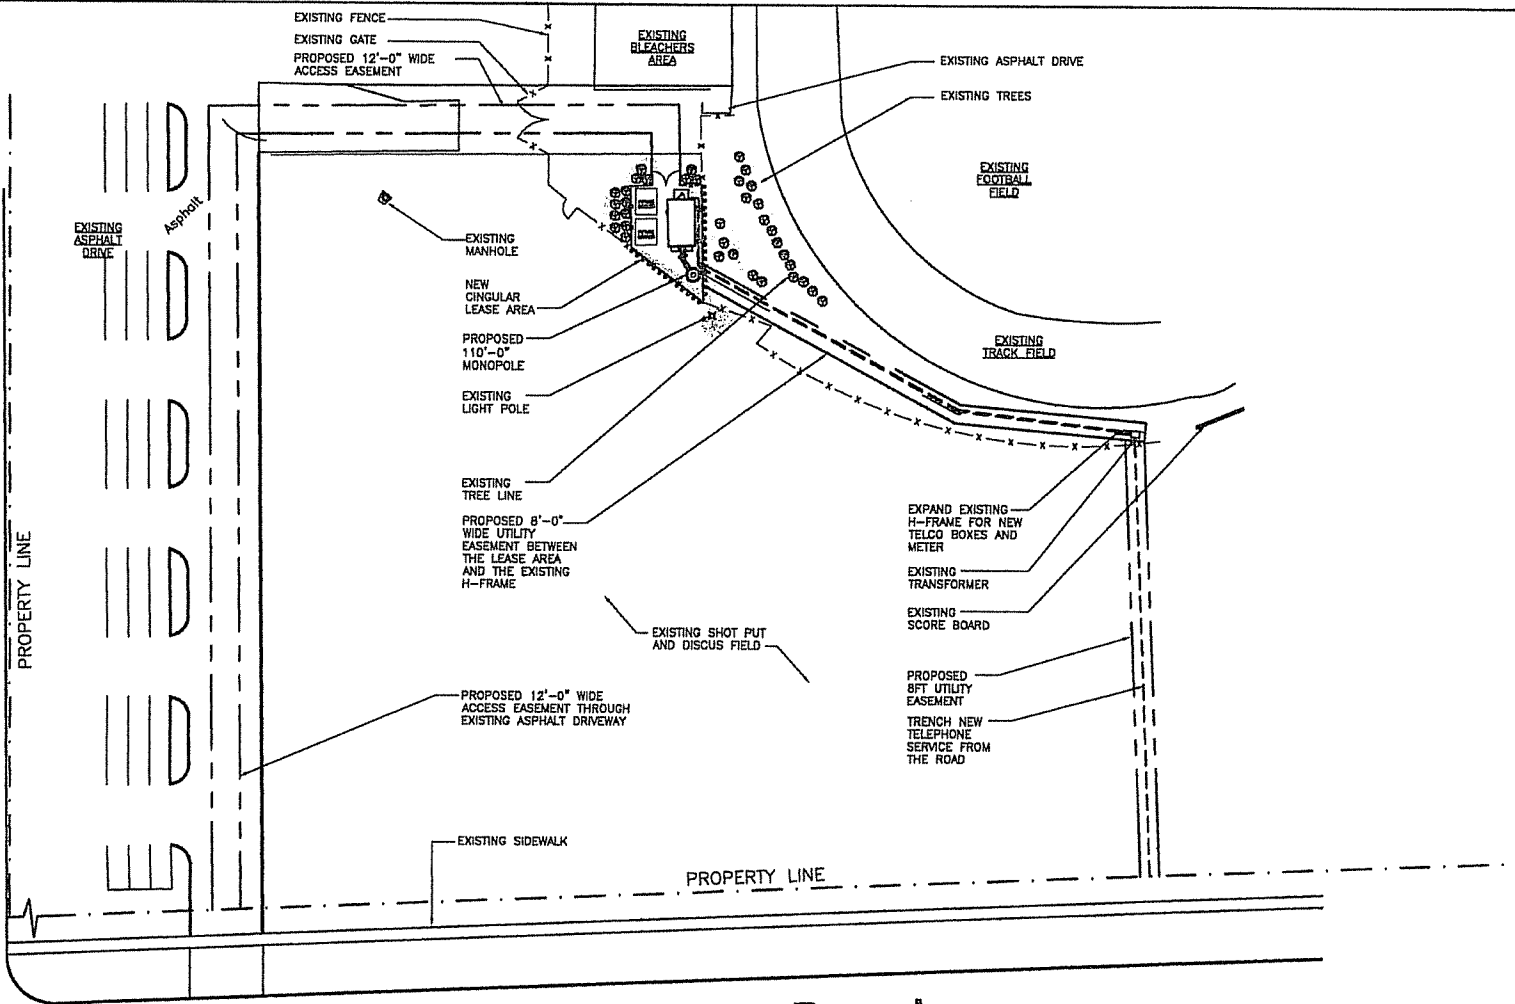 EXISTING FENCE
EXISTING GATE
PROPOSED 12'-0" WIDE
ACCESS EASEMENT
EXISTING
BLEACHERS
AREA
EXISTING ASPHALT DRIVE
EXISTING TREES
EXISTING
FOOTBALL
FIELD
Asphalt
EXISTING
ASPHALT
DRIVE
EXISTING
MANHOLE
NEW
CINGULAR
LEASE AREA
PROPOSED
110'-0"
MONOPOLE
EXISTING
LIGHT POLE
EXISTING
TRACK FIELD
EXISTING
TREE LINE
PROPOSED 8'-0"
WIDE UTILITY
EASEMENT BETWEEN
THE LEASE AREA
AND THE EXISTING
H-FRAME
EXPAND EXISTING
H-FRAME FOR NEW
TELCO BOXES AND
METER
EXISTING
TRANSFORMER
EXISTING
SCORE BOARD
PROPERTY LINE
EXISTING SHOT PUT
AND DISCUS FIELD
PROPOSED
8FT UTILITY
EASEMENT
TRENCH NEW
TELEPHONE
SERVICE FROM
THE ROAD
PROPOSED 12'-0" WIDE
ACCESS EASEMENT THROUGH
EXISTING ASPHALT DRIVEWAY
EXISTING SIDEWALK
PROPERTY LINE